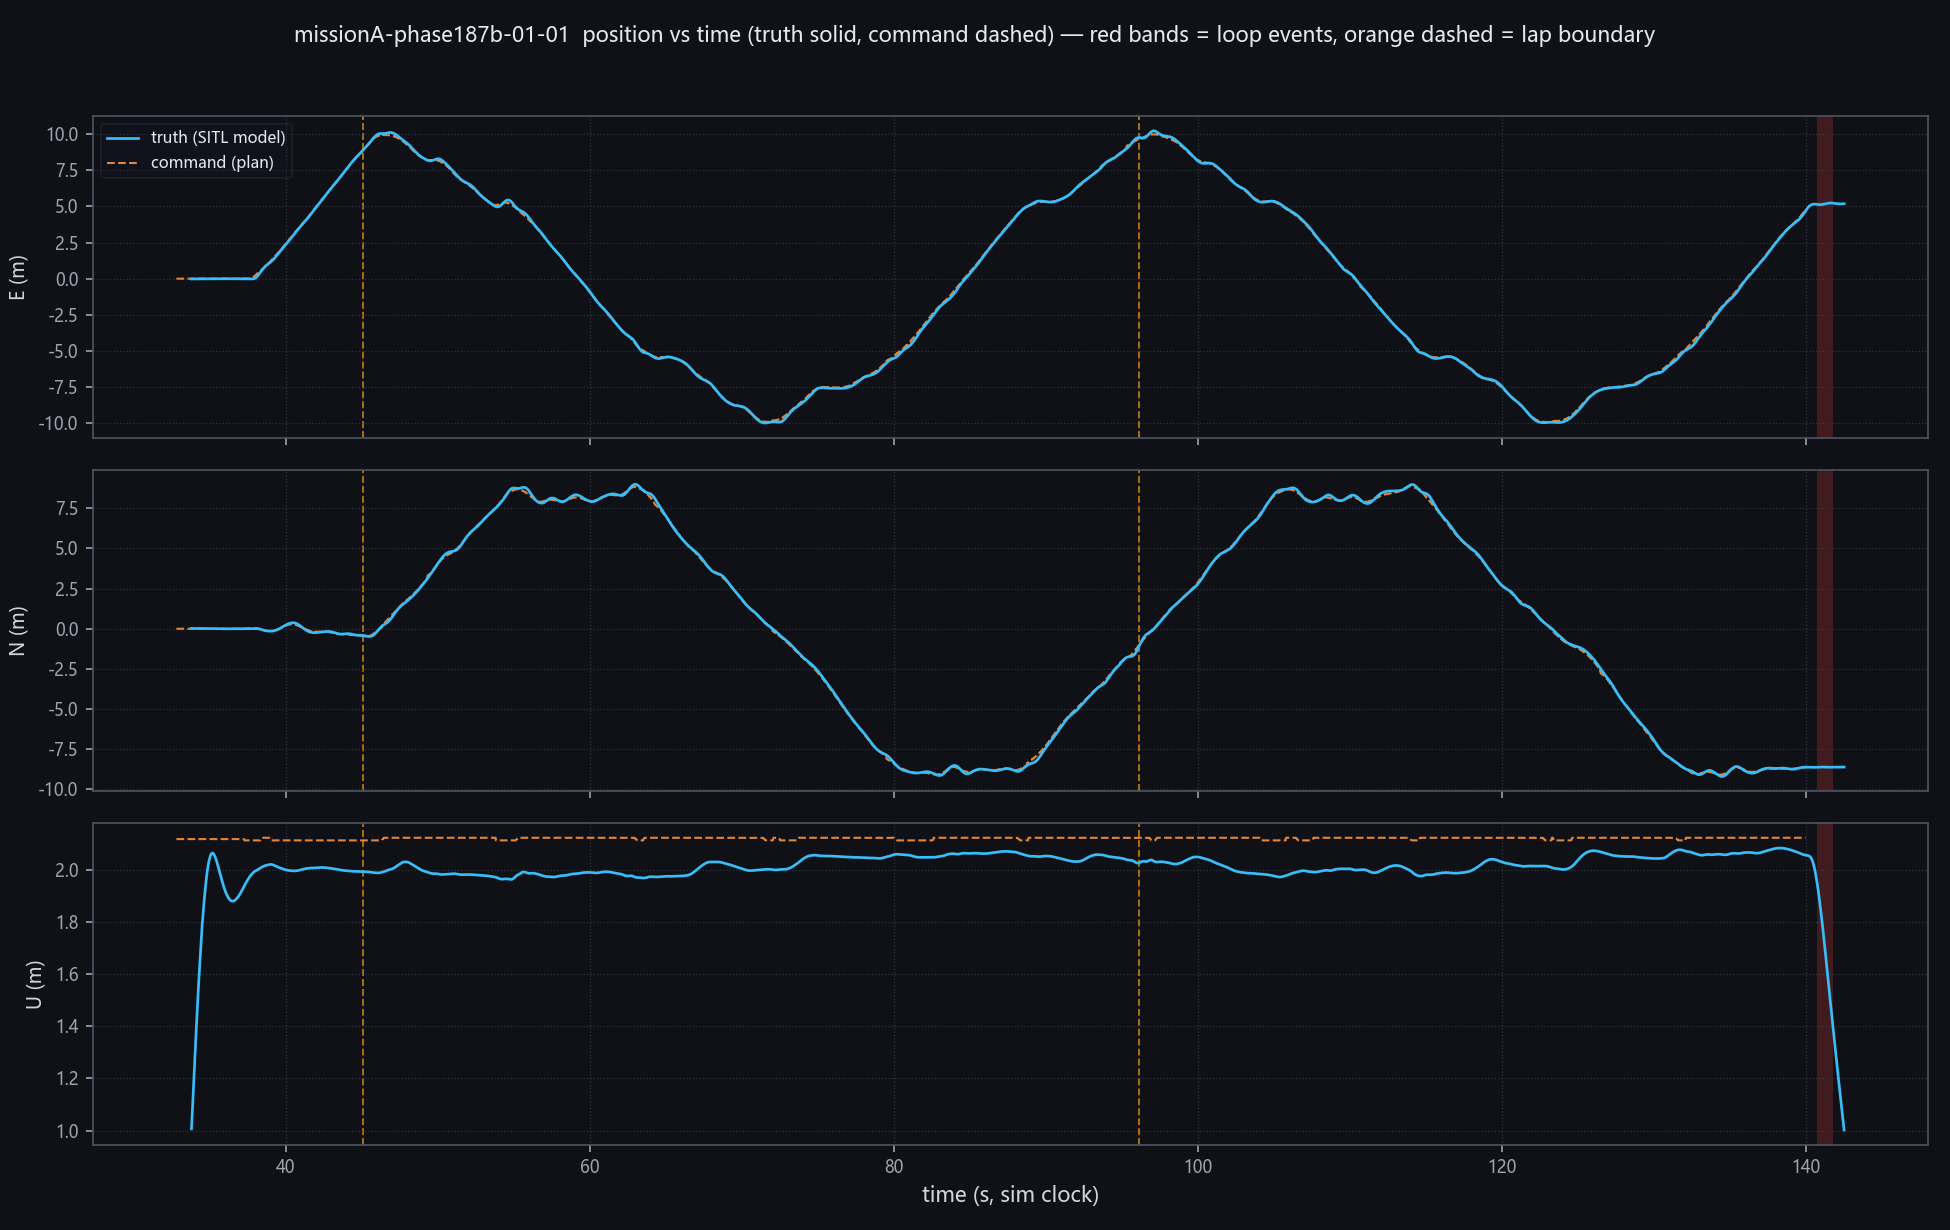 missionA-phase187b-01-01  position vs time (truth solid, command dashed) — red bands = loop events, orange dashed = lap boundary
truth (SITL model)
command (plan)
E (m)
10.0
7.5
5.0
2.5
0.0
-2.5
-5.0
-7.5
-10.0
N (m)
7.5
5.0
2.5
0.0
-2.5
-5.0
-7.5
-10.0
U (m)
2.0
1.8
1.6
1.4
1.2
1.0
40 60 80 100 120 140
time (s, sim clock)